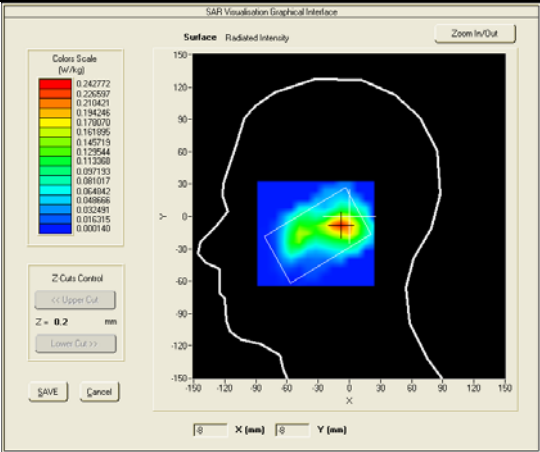 SAR Visualisation Graphical Interface
Surface Radiated Intensity
Zoom In/Out
Colors Scale
(W/kg)
0.242772
0.226597
0.210421
0.194246
0.178070
0.161895
0.145719
0.129544
0.113368
0.097193
0.081017
0.064842
0.048666
0.032491
0.016315
0.000140
150
120
90
60
30
0
-30
-60
-90
-120
-150
Y
-150 -120 -90 -60 -30 0 30 60 90 120 150
X
Z-Cuts Control
<< Upper Cut
Z = 0.2 mm
Lower Cut >>
SAVE Cancel
-8 X (mm) -8 Y (mm)